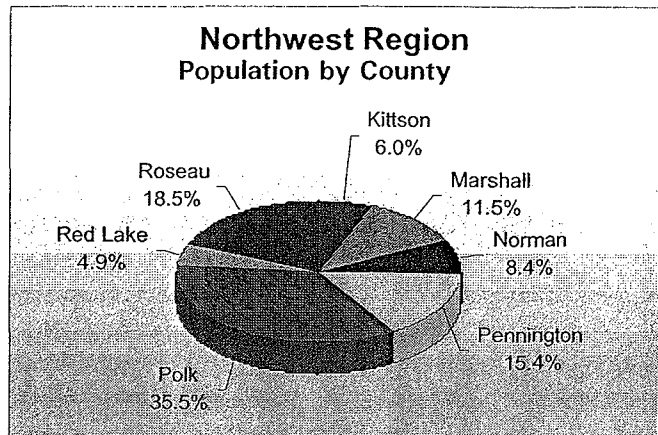 Northwest Region
Population by County
Kittson
6.0%
Marshall
11.5%
Norman
8.4%
Pennington
15.4%
Polk
35.5%
Red Lake
4.9%
Roseau
18.5%